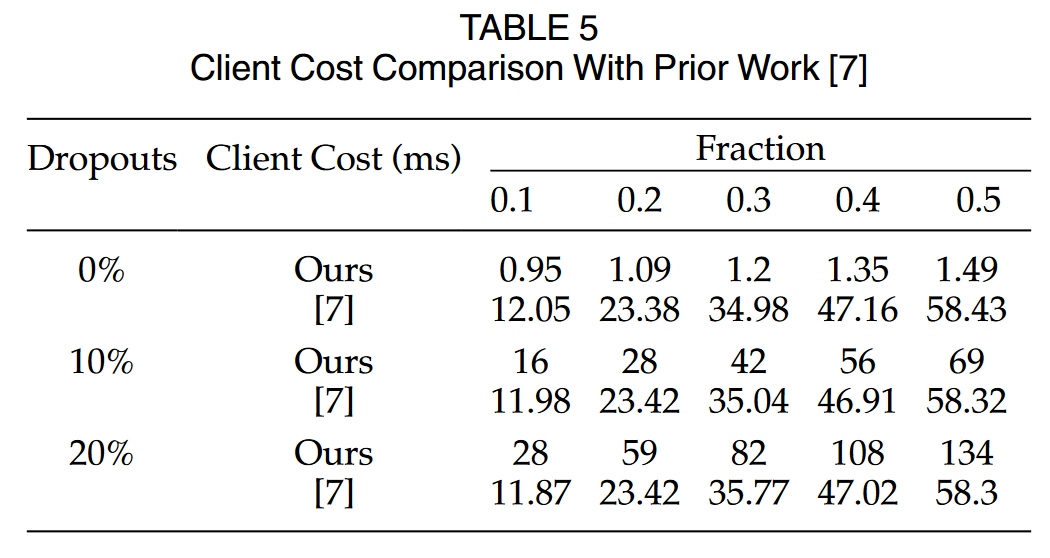 TABLE 5
Client Cost Comparison With Prior Work [7]
Dropouts Client Cost (ms) Fraction
0.1 0.2 0.3 0.4 0.5
0% Ours 0.95 1.09 1.2 1.35 1.49
[7] 12.05 23.38 34.98 47.16 58.43
10% Ours 16 28 42 56 69
[7] 11.98 23.42 35.04 46.91 58.32
20% Ours 28 59 82 108 134
[7] 11.87 23.42 35.77 47.02 58.3